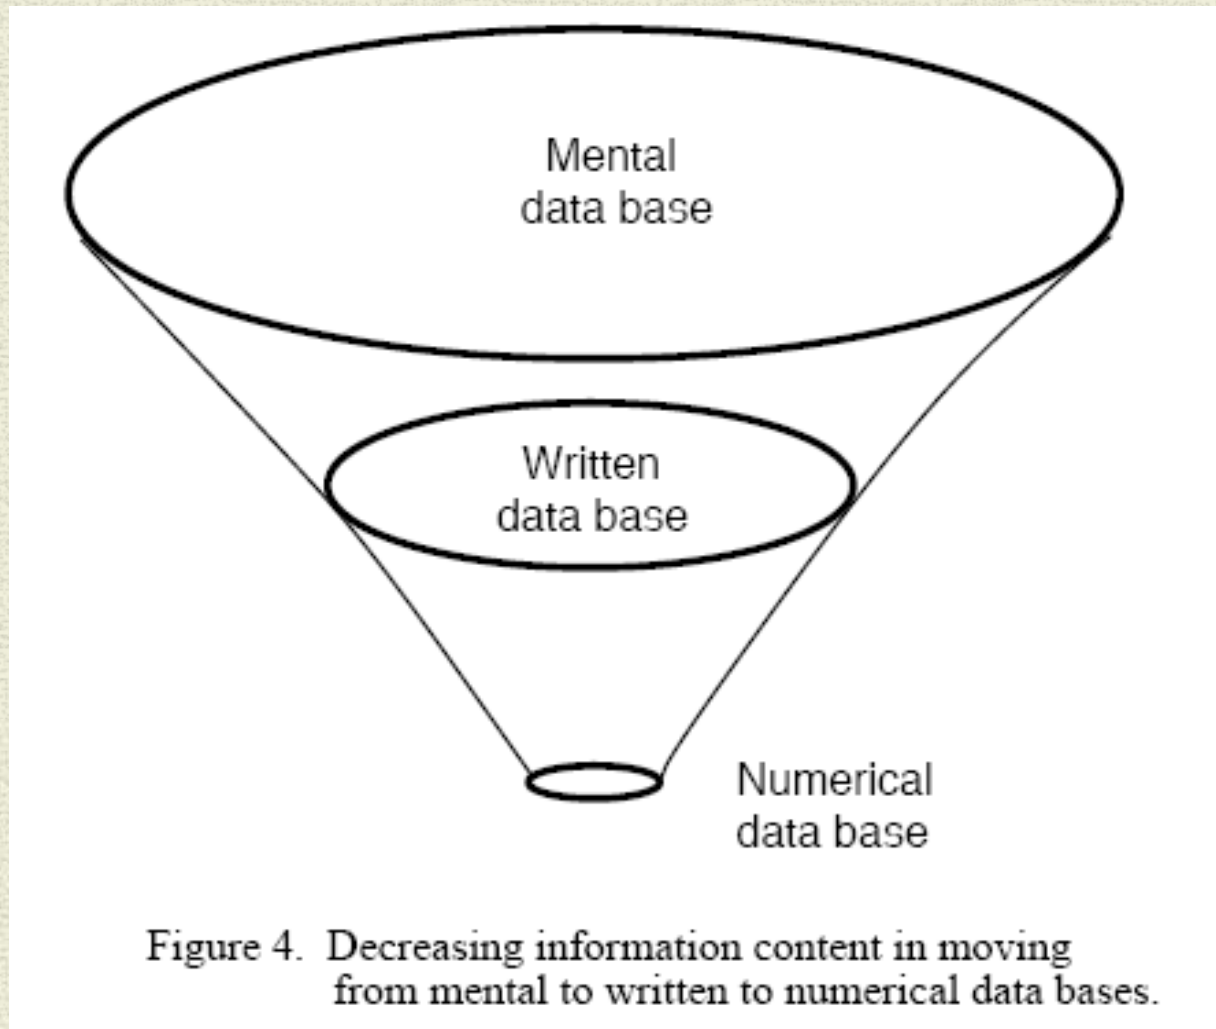 Mental
data base
Written
data base
Numerical
data base
Figure 4. Decreasing information content in moving
from mental to written to numerical data bases.